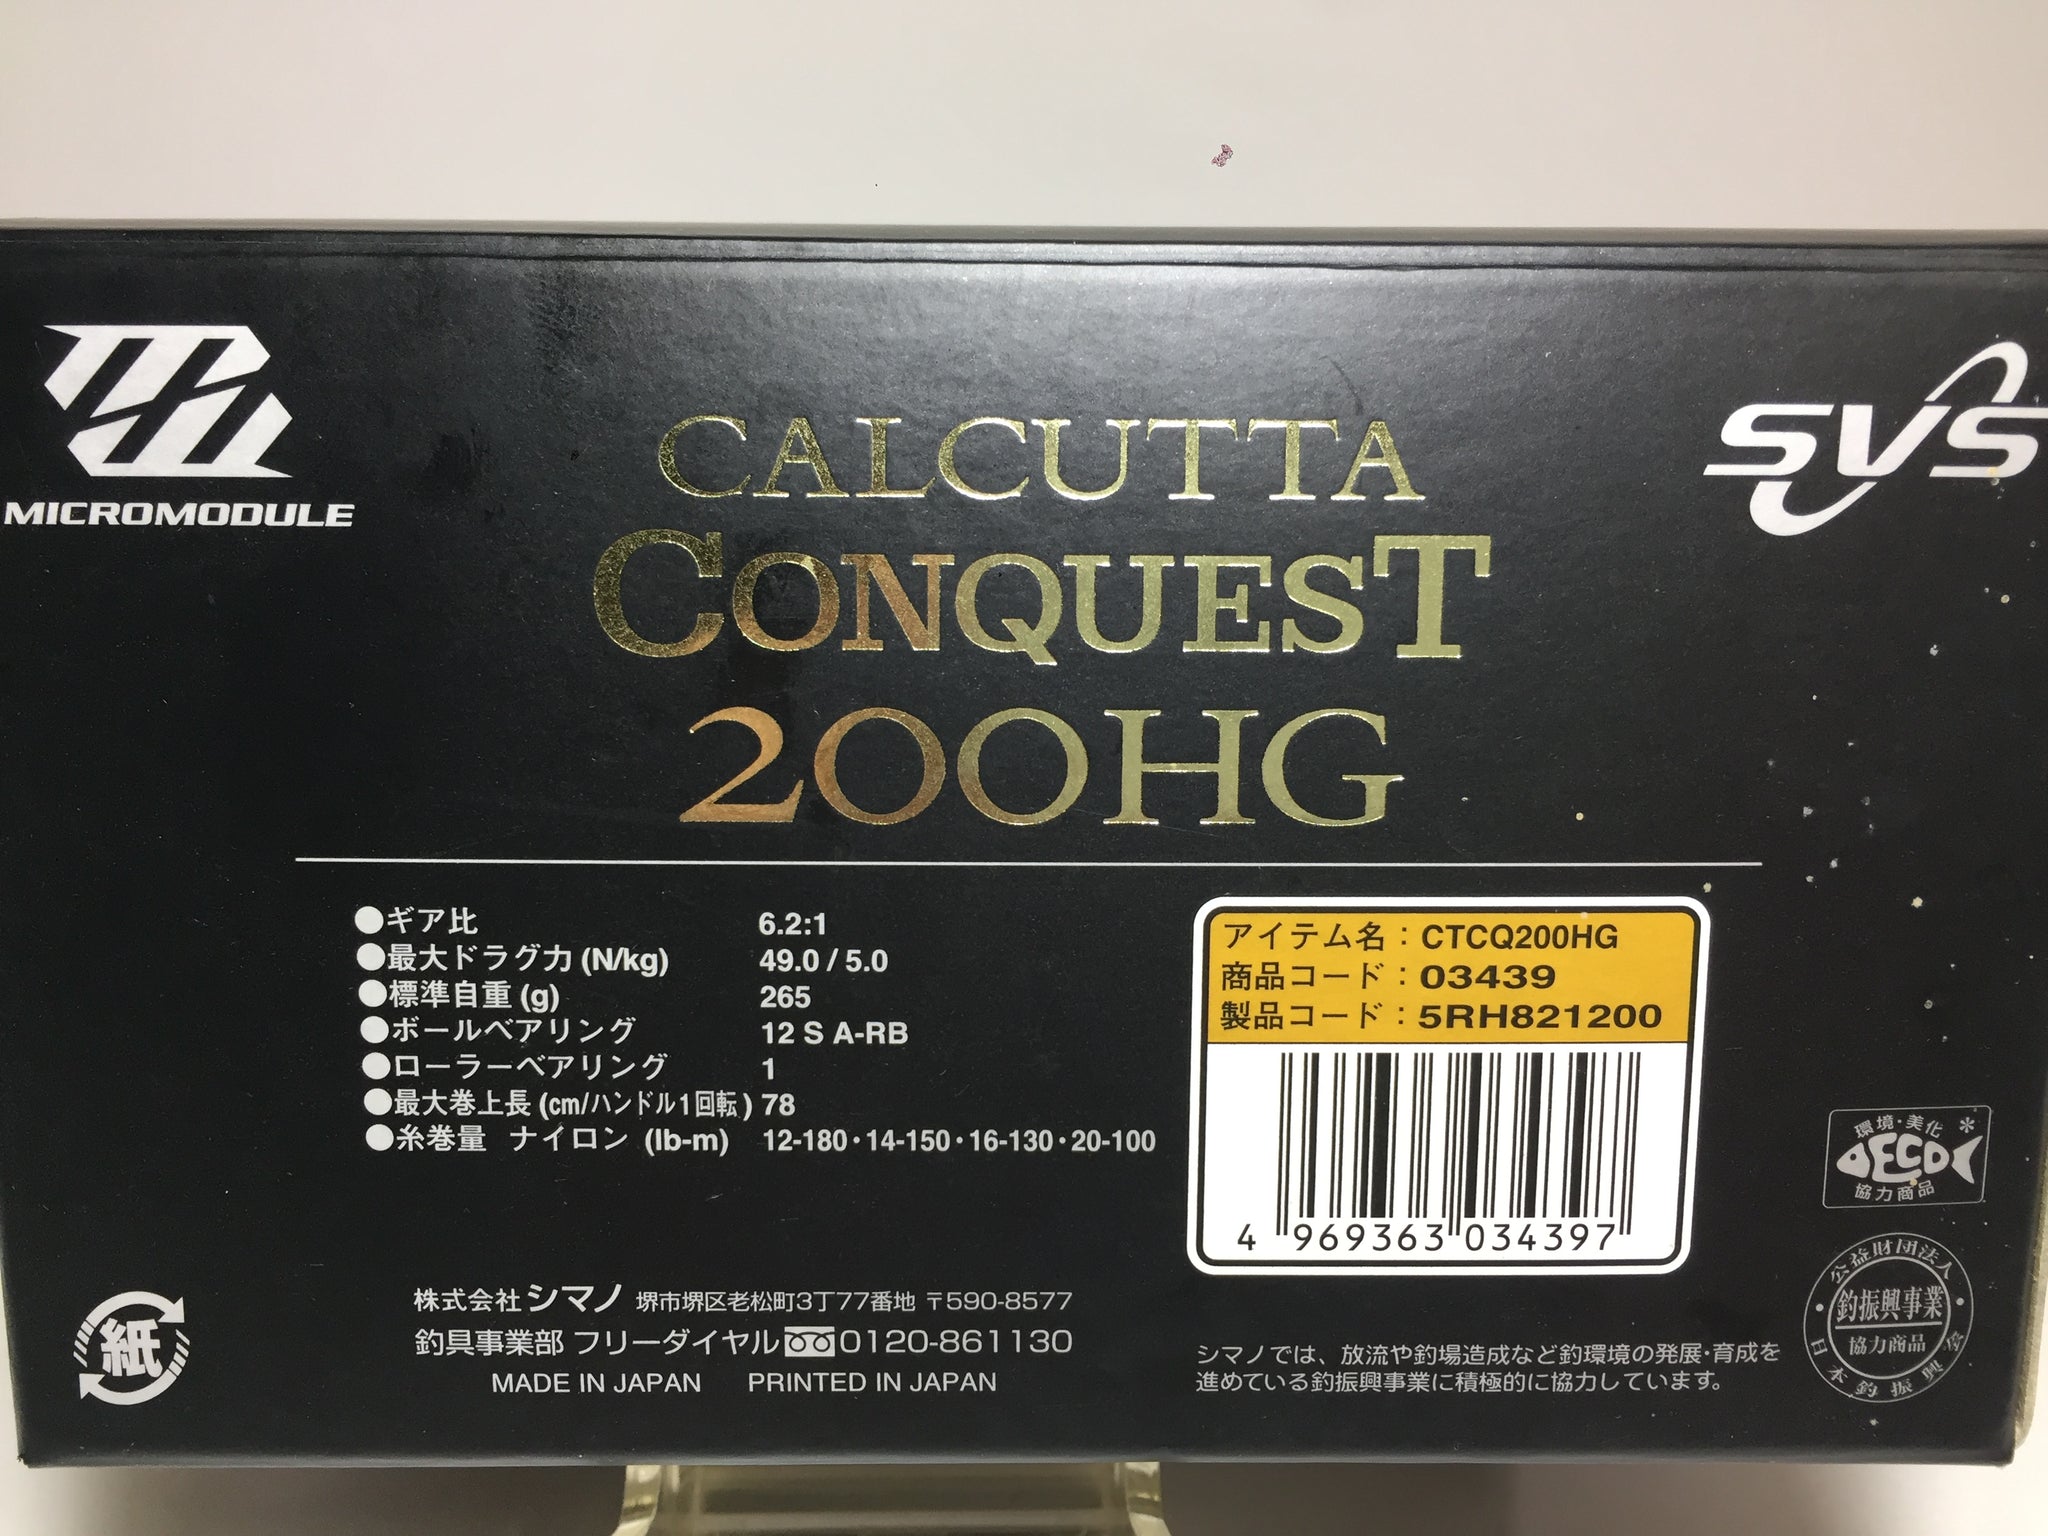 MICROMODULE
SVS
CALCUTTA
CONQUEST
200HG
●ギア比 6.2:1
●最大ドラグ力 (N/kg) 49.0 / 5.0
●標準自重 (g) 265
●ボールベアリング 12 S A-RB
●ローラーベアリング 1
●最大巻上長 (cm/ハンドル1回転) 78
●糸巻量 ナイロン (lb-m) 12-180・14-150・16-130・20-100
アイテム名：CTCQ200HG
商品コード：03439
製品コード：5RH821200
4 969363 034397
環境・美化
ECO
協力商品
公益財団法人
釣振興事業
協力商品
日本釣振興会
紙
株式会社シマノ 堺市堺区老松町3丁77番地 〒590-8577
釣具事業部 フリーダイヤル 0120-861130
MADE IN JAPAN PRINTED IN JAPAN
シマノでは、放流や釣場造成など釣環境の発展・育成を
進めている釣振興事業に積極的に協力しています。